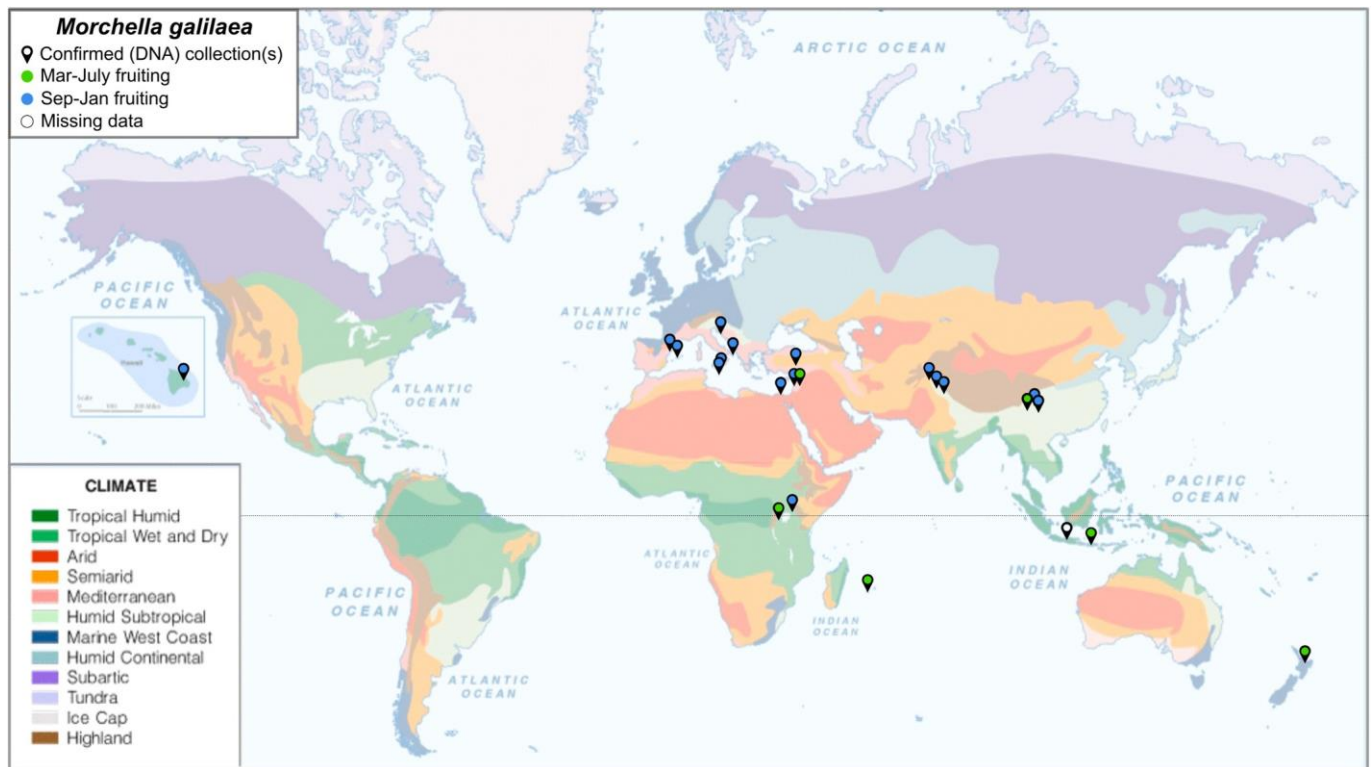 Morchella galilaea
Confirmed (DNA) collection(s)
Mar-July fruiting
Sep-Jan fruiting
Missing data
ARCTIC OCEAN
PACIFIC
OCEAN
Hawaii
ATLANTIC
OCEAN
ATLANTIC
OCEAN
PACIFIC
OCEAN
ATLANTIC
OCEAN
INDIAN
OCEAN
INDIAN
OCEAN
PACIFIC
OCEAN
ATLANTIC
OCEAN
CLIMATE
Tropical Humid
Tropical Wet and Dry
Arid
Semiarid
Mediterranean
Humid Subtropical
Marine West Coast
Humid Continental
Subartic
Tundra
Ice Cap
Highland